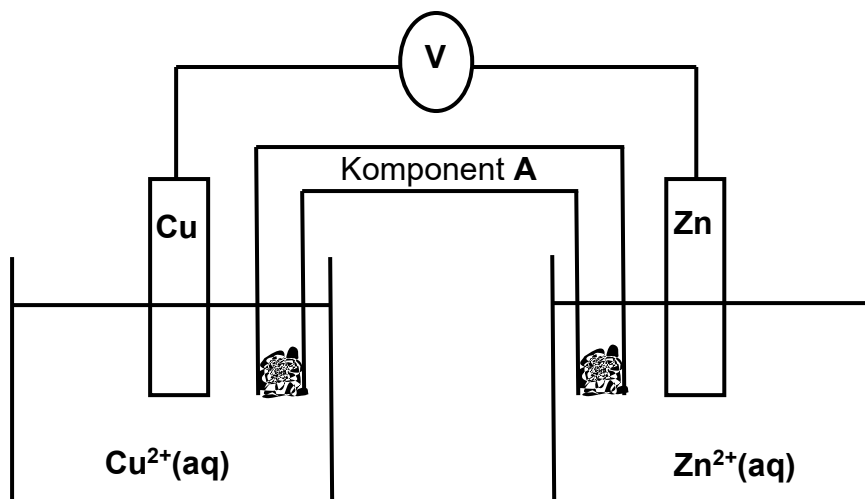 V
Komponent A
Cu
Zn
Cu²⁺(aq)
Zn²⁺(aq)